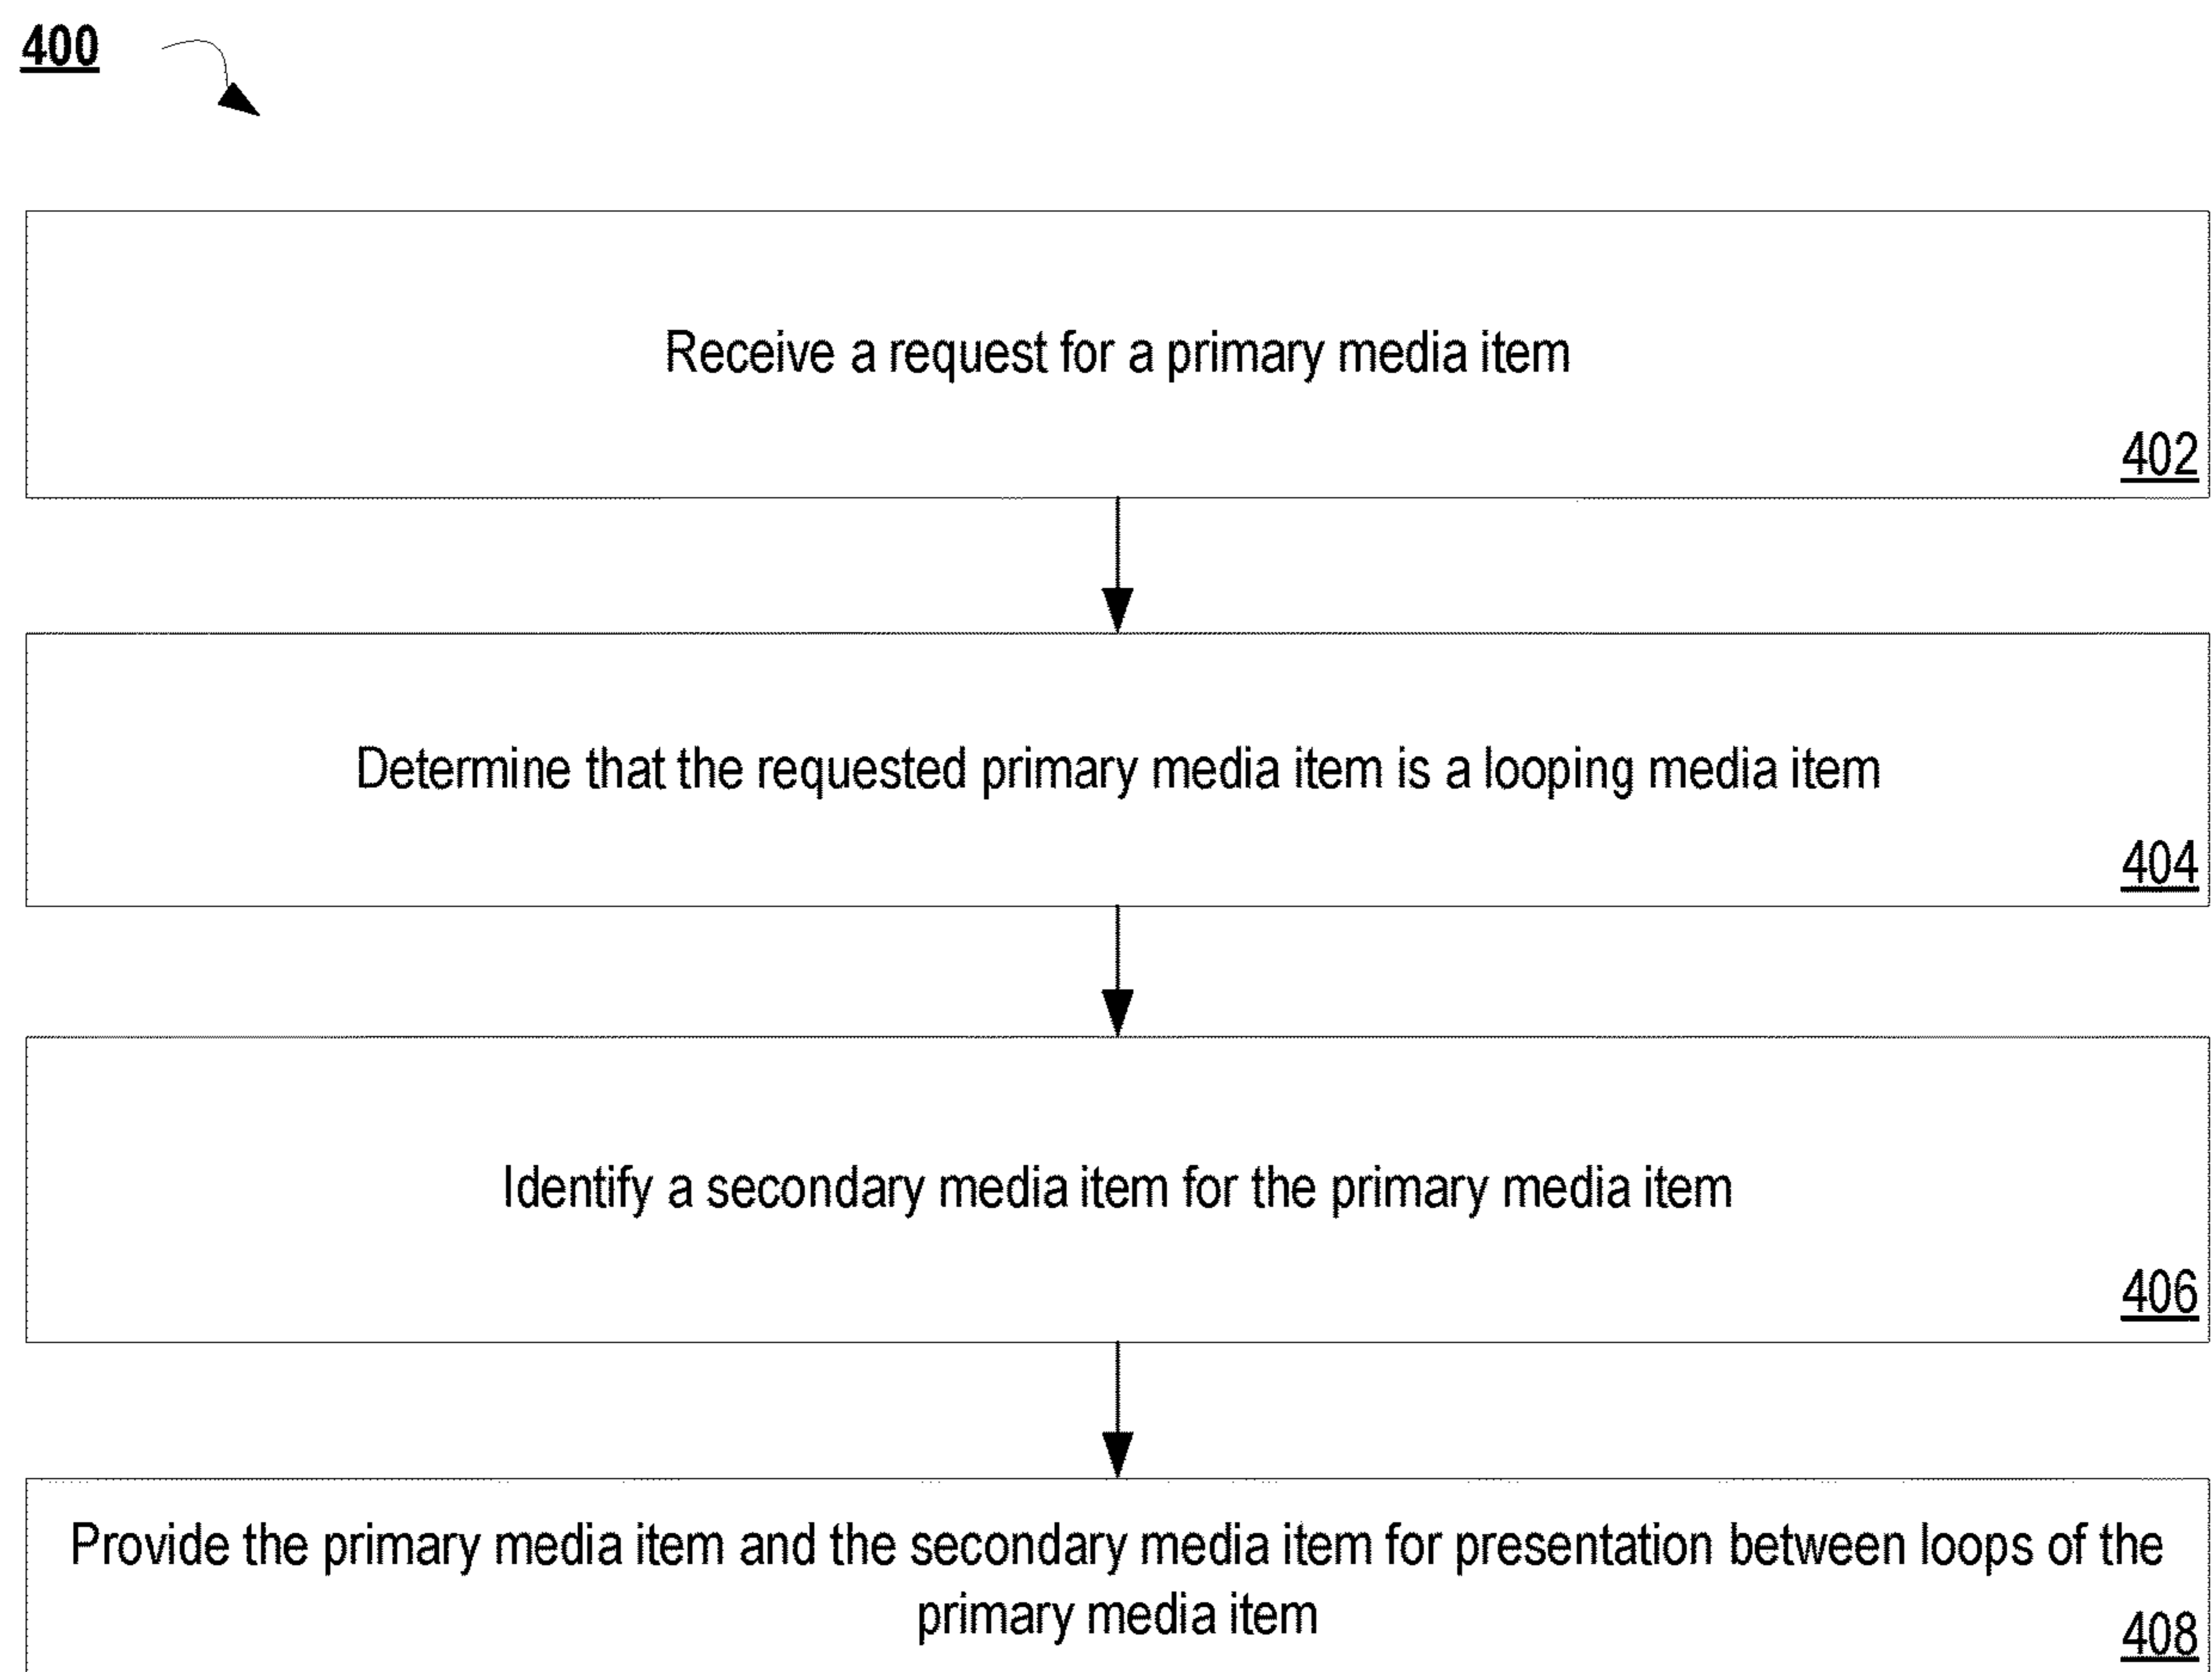 400
Receive a request for a primary media item
402
Determine that the requested primary media item is a looping media item
404
Identify a secondary media item for the primary media item
406
Provide the primary media item and the secondary media item for presentation between loops of the
primary media item
408